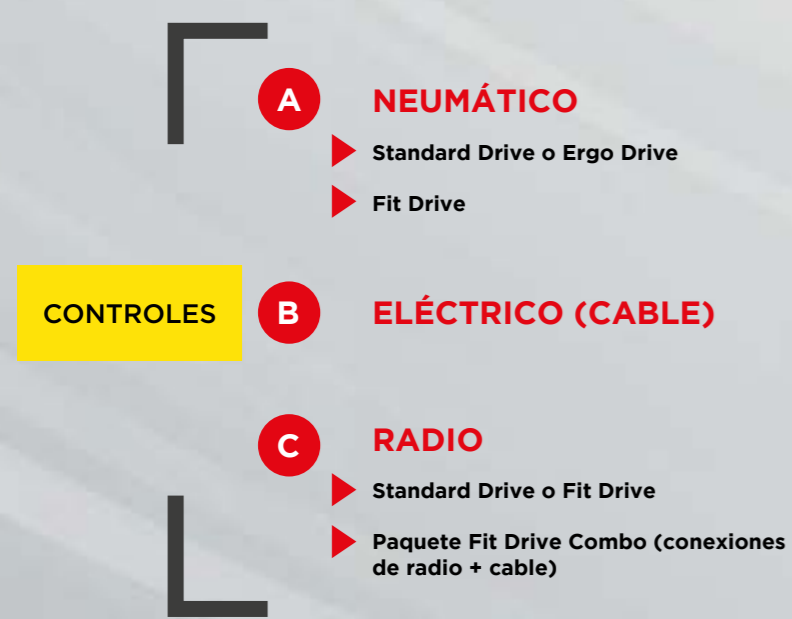 A NEUMÁTICO
Standard Drive o Ergo Drive
Fit Drive
CONTROLES
B ELÉCTRICO (CABLE)
C RADIO
Standard Drive o Fit Drive
Paquete Fit Drive Combo (conexiones
de radio + cable)